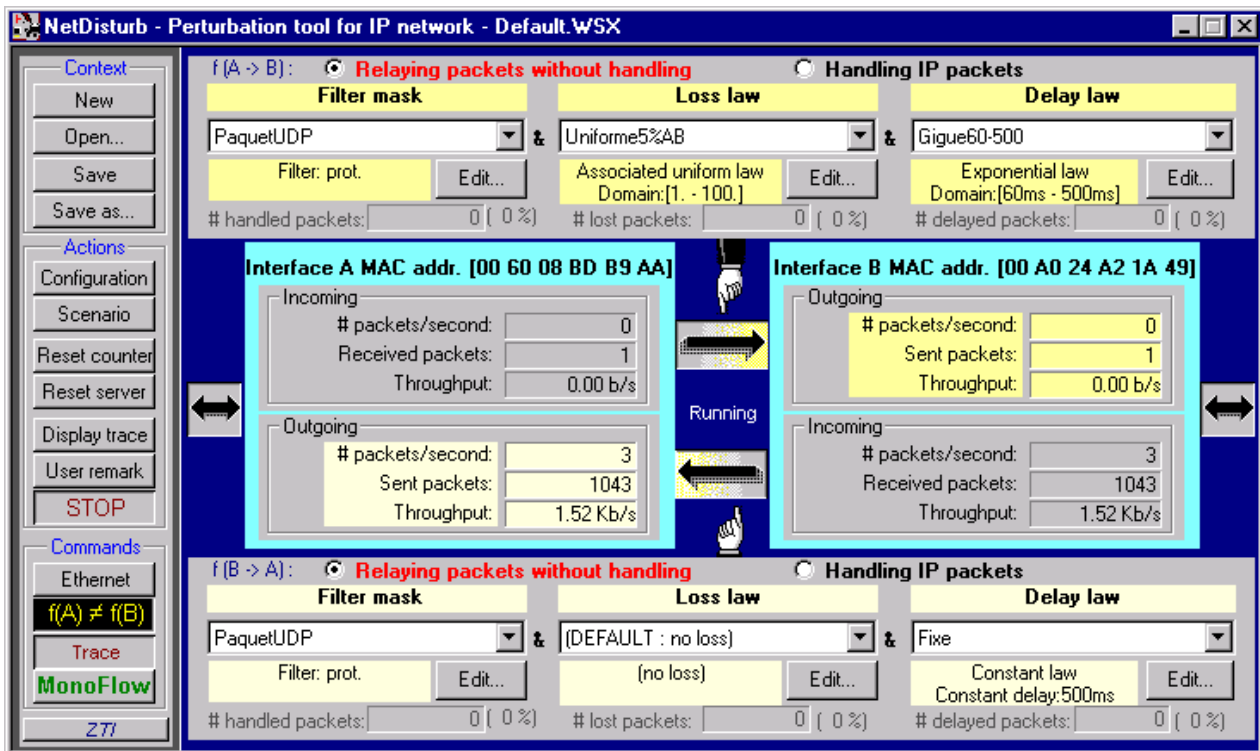 NetDisturb - Perturbation tool for IP network - Default.WSX
Context
New
Open...
Save
Save as...
Actions
Configuration
Scenario
Reset counter
Reset server
Display trace
User remark
STOP
Commands
Ethernet
f(A) ≠ f(B)
Trace
MonoFlow
ZTI
f (A -> B) : Relaying packets without handling Handling IP packets
Filter mask Loss law Delay law
PaquetUDP & Uniforme5%AB & Gigue60-500
Filter: prot. Edit... Associated uniform law Edit... Exponential law Edit...
Domain:[1. - 100.] Domain:[60ms - 500ms]
# handled packets: 0 ( 0 %) # lost packets: 0 ( 0 %) # delayed packets: 0 ( 0 %)
Interface A MAC addr. [00 60 08 BD B9 AA]
Incoming
# packets/second: 0
Received packets: 1
Throughput: 0.00 b/s
Outgoing
# packets/second: 3
Sent packets: 1043
Throughput: 1.52 Kb/s
Running
Interface B MAC addr. [00 A0 24 A2 1A 49]
Outgoing
# packets/second: 0
Sent packets: 1
Throughput: 0.00 b/s
Incoming
# packets/second: 3
Received packets: 1043
Throughput: 1.52 Kb/s
f (B -> A) : Relaying packets without handling Handling IP packets
Filter mask Loss law Delay law
PaquetUDP & (DEFAULT : no loss) & Fixe
Filter: prot. Edit... (no loss) Edit... Constant law Edit...
Constant delay:500ms
# handled packets: 0 ( 0 %) # lost packets: 0 ( 0 %) # delayed packets: 0 ( 0 %)